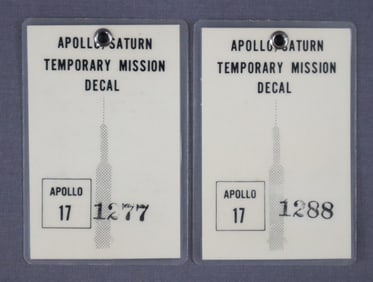 APOLLO/SATURN
TEMPORARY MISSION
DECAL
APOLLO
17
1277
APOLLO/SATURN
TEMPORARY MISSION
DECAL
APOLLO
17
1288